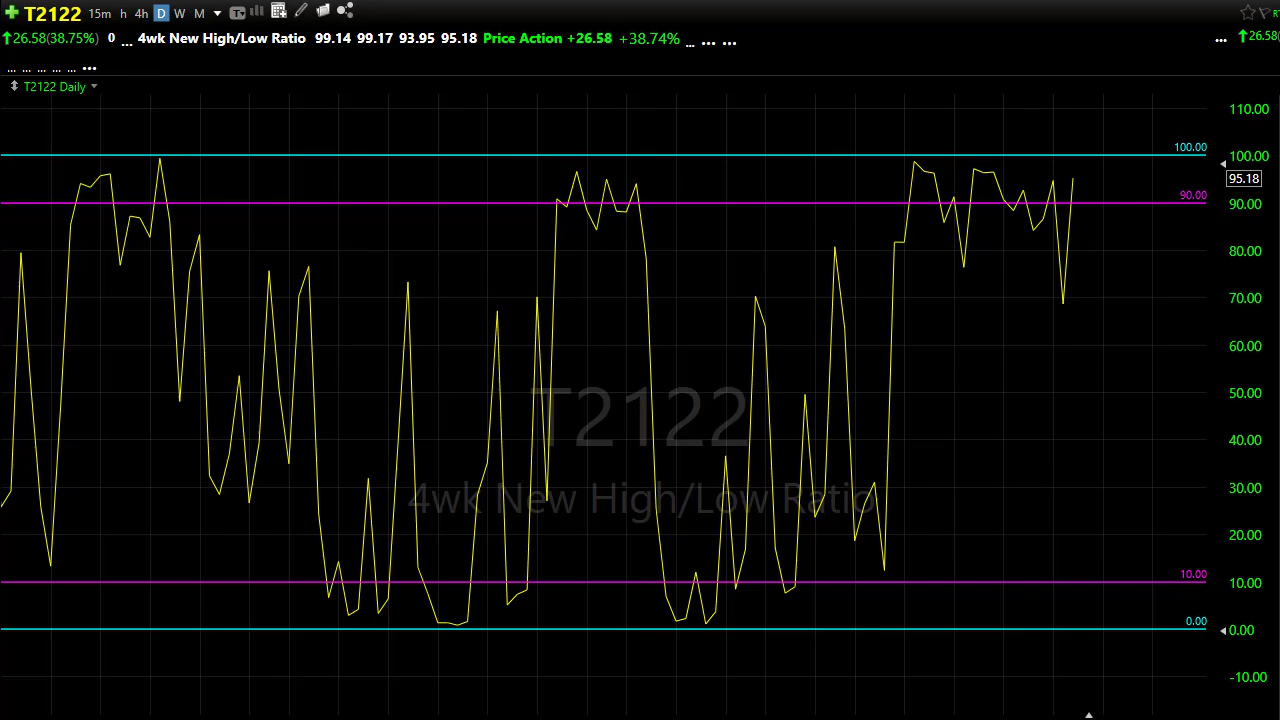 T2122 15m h 4h D W M T
26.58(38.75%) 0 ... 4wk New High/Low Ratio 99.14 99.17 93.95 95.18 Price Action +26.58 +38.74% ... ... ... ... 26.58(
... ... ... ... ... ...
T2122 Daily
110.00
100.00 100.00
95.18
90.00 90.00
80.00
70.00
60.00
50.00
T2122
40.00
4wk New High/Low Ratio
30.00
20.00
10.00 10.00
0.00 0.00
-10.00